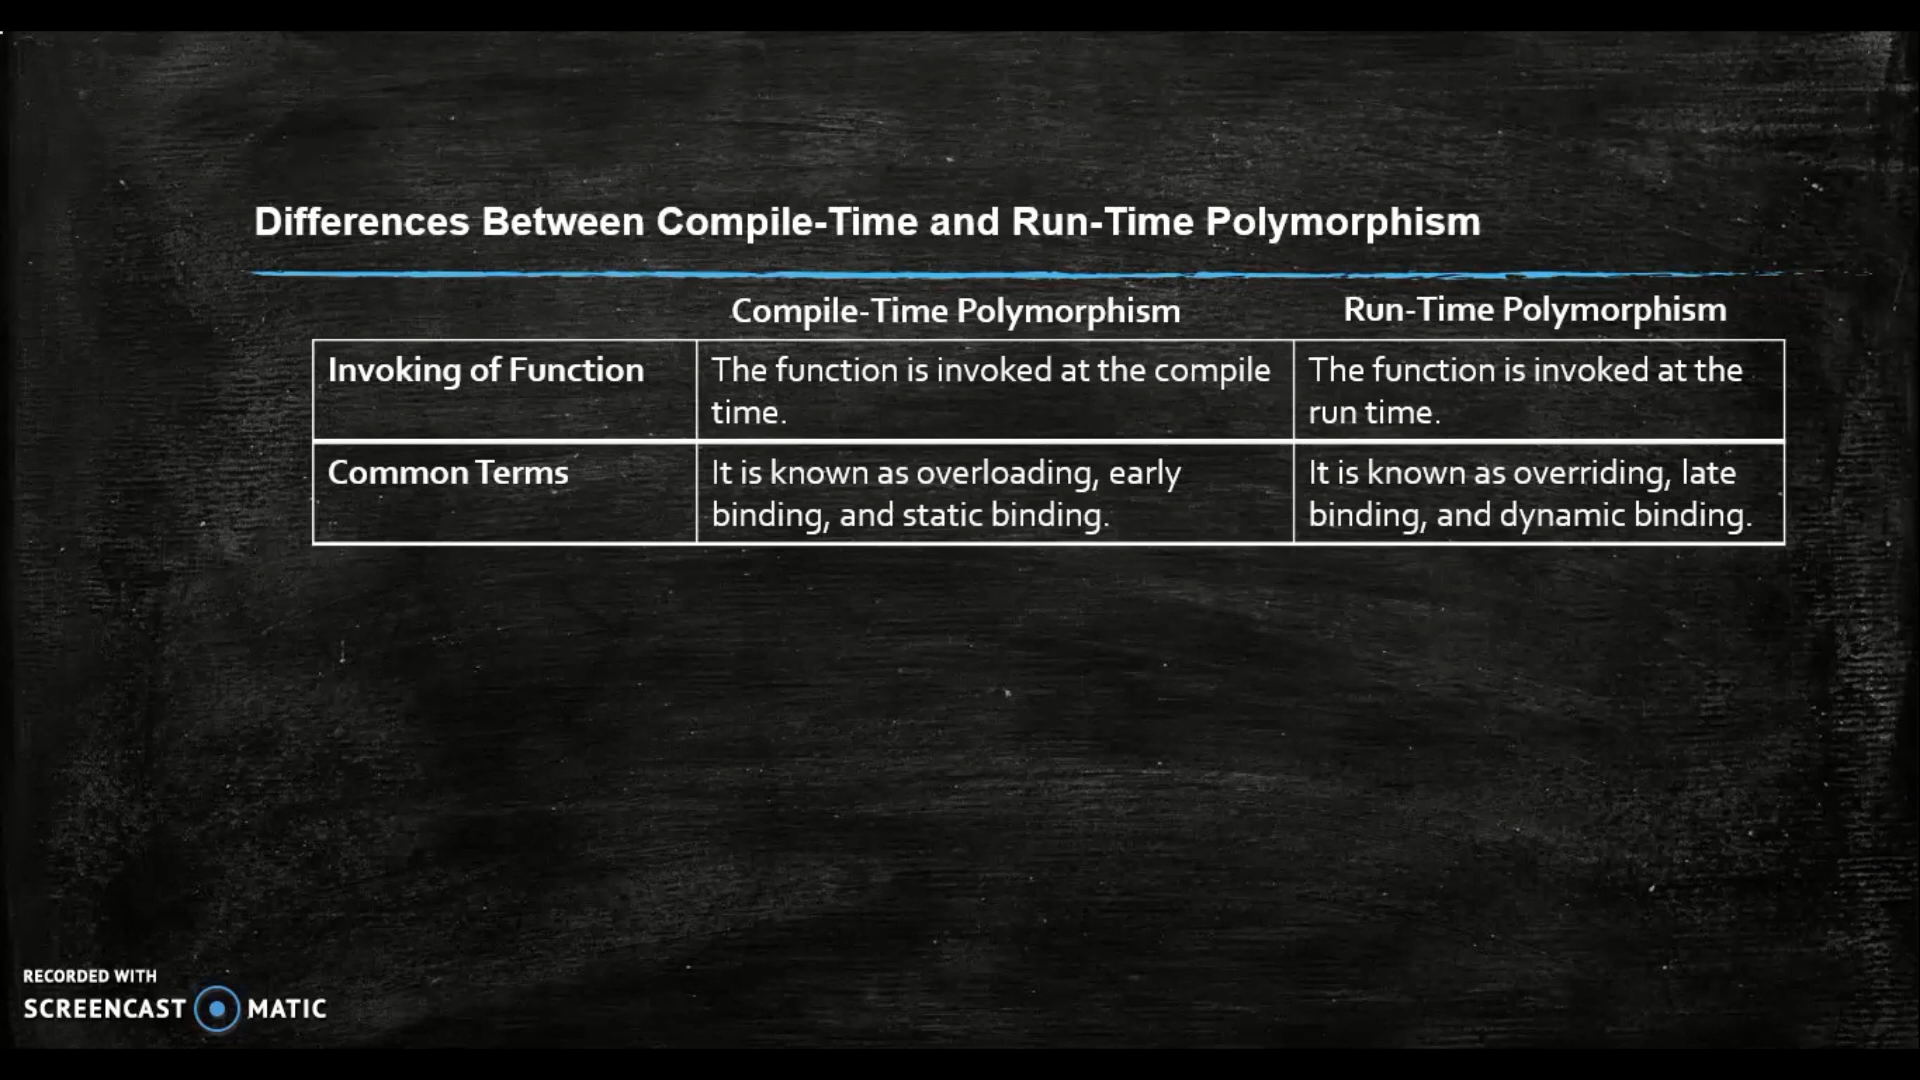 Differences Between Compile-Time and Run-Time Polymorphism
Compile-Time Polymorphism
Run-Time Polymorphism
Invoking of Function
The function is invoked at the compile
time.
The function is invoked at the
run time.
Common Terms
It is known as overloading, early
binding, and static binding.
It is known as overriding, late
binding, and dynamic binding.
RECORDED WITH
SCREENCAST MATIC